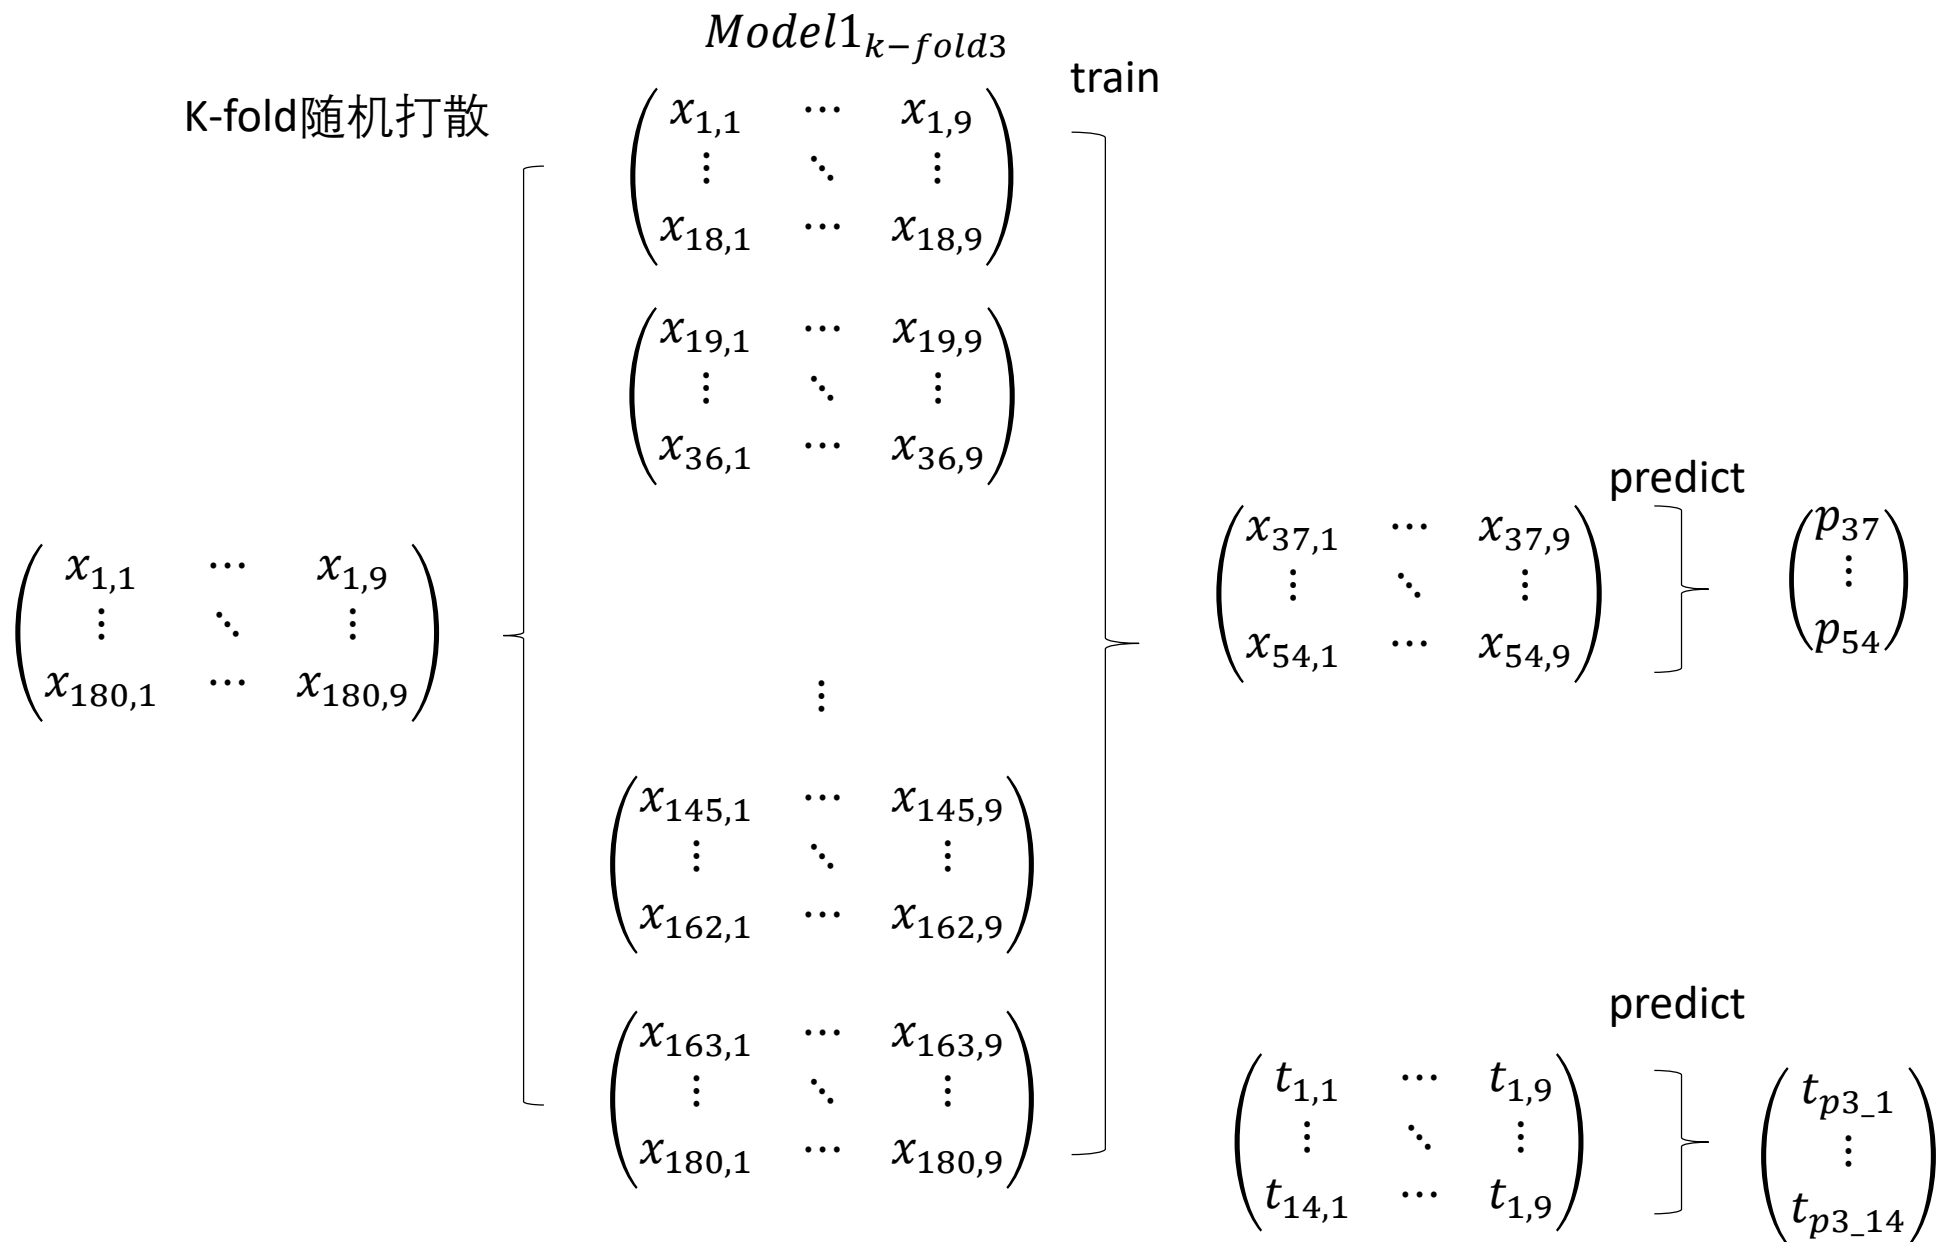 Model1_{k-fold3}
train
K-fold随机打散
x_{1,1} ⋯ x_{1,9}
⋮ ⋱ ⋮
x_{18,1} ⋯ x_{18,9}
x_{19,1} ⋯ x_{19,9}
⋮ ⋱ ⋮
x_{36,1} ⋯ x_{36,9}
predict
x_{37,1} ⋯ x_{37,9}
⋮ ⋱ ⋮
x_{54,1} ⋯ x_{54,9}
p_{37}
⋮
p_{54}
x_{1,1} ⋯ x_{1,9}
⋮ ⋱ ⋮
x_{180,1} ⋯ x_{180,9}
⋮
x_{145,1} ⋯ x_{145,9}
⋮ ⋱ ⋮
x_{162,1} ⋯ x_{162,9}
x_{163,1} ⋯ x_{163,9}
⋮ ⋱ ⋮
x_{180,1} ⋯ x_{180,9}
predict
t_{1,1} ⋯ t_{1,9}
⋮ ⋱ ⋮
t_{14,1} ⋯ t_{1,9}
t_{p3_1}
⋮
t_{p3_14}